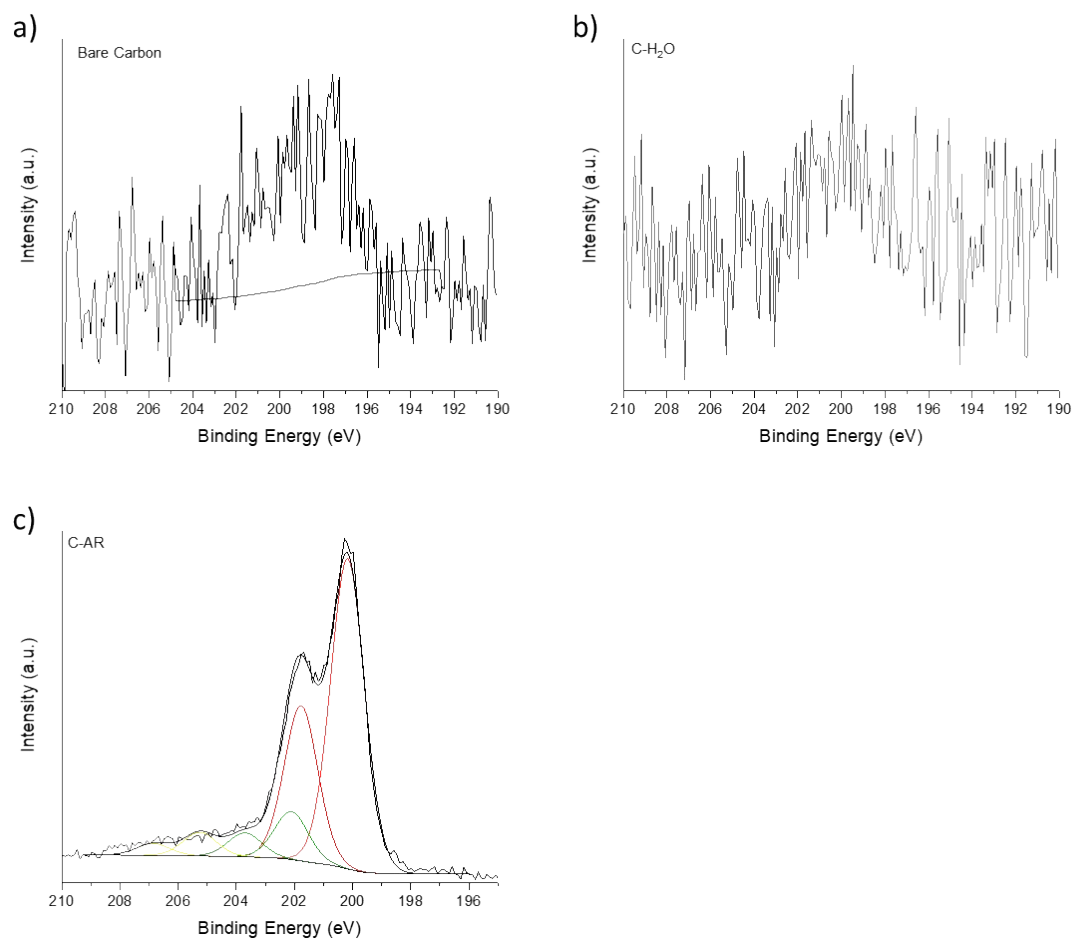 a)
Bare Carbon
Intensity (a.u.)
210 208 206 204 202 200 198 196 194 192 190
Binding Energy (eV)
b)
C-H₂O
Intensity (a.u.)
210 208 206 204 202 200 198 196 194 192 190
Binding Energy (eV)
c)
C-AR
Intensity (a.u.)
210 208 206 204 202 200 198 196
Binding Energy (eV)